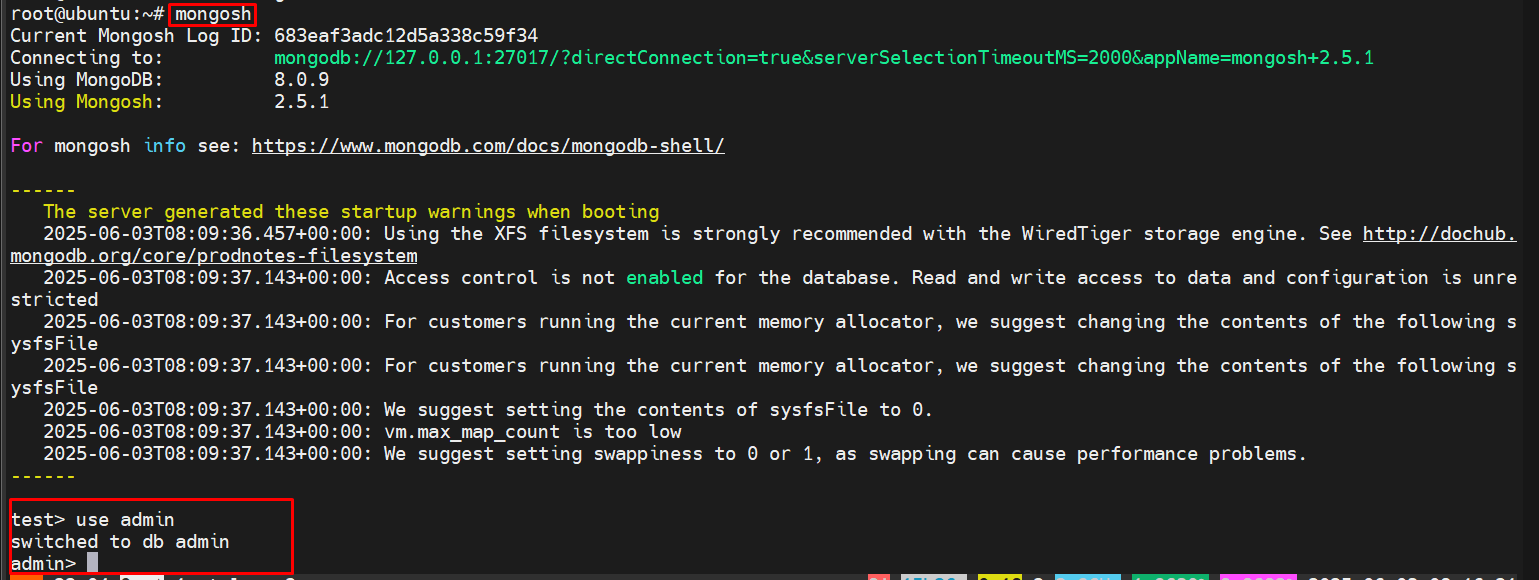 root@ubuntu:~# mongosh
Current Mongosh Log ID: 683eaf3adc12d5a338c59f34
Connecting to: mongodb://127.0.0.1:27017/?directConnection=true&serverSelectionTimeoutMS=2000&appName=mongosh+2.5.1
Using MongoDB: 8.0.9
Using Mongosh: 2.5.1
For mongosh info see: https://www.mongodb.com/docs/mongodb-shell/
------
The server generated these startup warnings when booting
2025-06-03T08:09:36.457+00:00: Using the XFS filesystem is strongly recommended with the WiredTiger storage engine. See http://dochub.
mongodb.org/core/prodnotes-filesystem
2025-06-03T08:09:37.143+00:00: Access control is not enabled for the database. Read and write access to data and configuration is unre
stricted
2025-06-03T08:09:37.143+00:00: For customers running the current memory allocator, we suggest changing the contents of the following s
ysfsFile
2025-06-03T08:09:37.143+00:00: For customers running the current memory allocator, we suggest changing the contents of the following s
ysfsFile
2025-06-03T08:09:37.143+00:00: We suggest setting the contents of sysfsFile to 0.
2025-06-03T08:09:37.143+00:00: vm.max_map_count is too low
2025-06-03T08:09:37.143+00:00: We suggest setting swappiness to 0 or 1, as swapping can cause performance problems.
------
test> use admin
switched to db admin
admin>